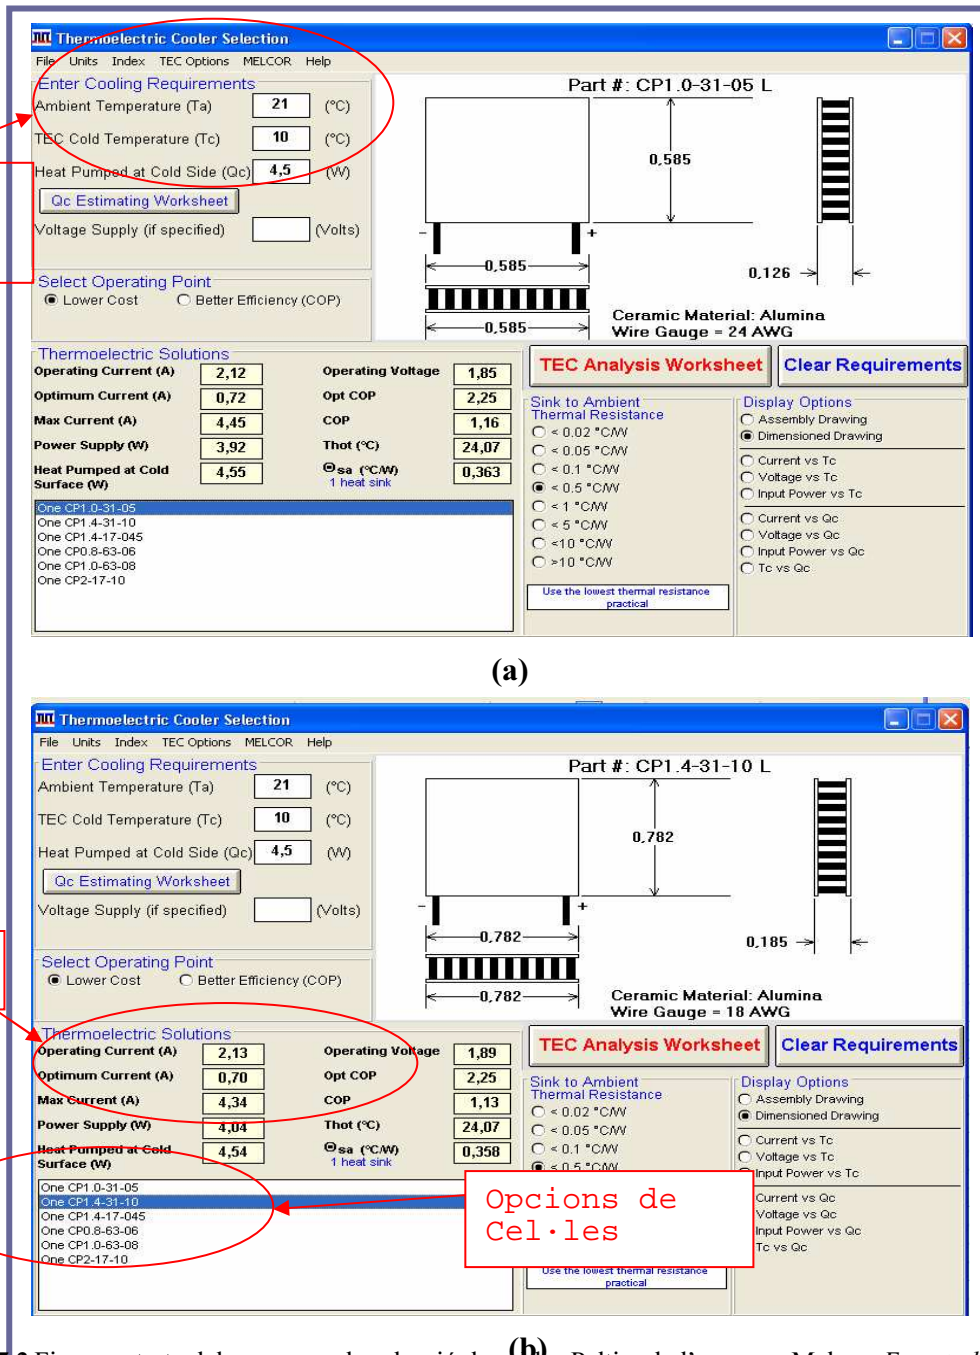 Thermoelectric Cooler Selection
File Units Index TEC Options MELCOR Help
Enter Cooling Requirements
Ambient Temperature (Ta) 21 (°C)
TEC Cold Temperature (Tc) 10 (°C)
Heat Pumped at Cold Side (Qc) 4,5 (W)
Qc Estimating Worksheet
Voltage Supply (if specified) (Volts)
Select Operating Point
Lower Cost Better Efficiency (COP)
Part #: CP1.0-31-05 L
0,585
- +
0,585
0,126
0,585
Ceramic Material: Alumina
Wire Gauge = 24 AWG
Thermoelectric Solutions
Operating Current (A) 2,12 Operating Voltage 1,85
Optimum Current (A) 0,72 Opt COP 2,25
Max Current (A) 4,45 COP 1,16
Power Supply (W) 3,92 Thot (°C) 24,07
Heat Pumped at Cold Surface (W) 4,55 Θsa (°C/W) 0,363
1 heat sink
One CP1.0-31-05
One CP1.4-31-10
One CP1.4-17-045
One CP0.8-63-06
One CP1.0-63-08
One CP2-17-10
TEC Analysis Worksheet Clear Requirements
Sink to Ambient
Thermal Resistance
< 0.02 °C/W
< 0.05 °C/W
< 0.1 °C/W
< 0.5 °C/W
< 1 °C/W
< 5 °C/W
<10 °C/W
>10 °C/W
Use the lowest thermal resistance
practical
Display Options
Assembly Drawing
Dimensioned Drawing
Current vs Tc
Voltage vs Tc
Input Power vs Tc
Current vs Qc
Voltage vs Qc
Input Power vs Qc
Tc vs Qc
(a)
Thermoelectric Cooler Selection
File Units Index TEC Options MELCOR Help
Enter Cooling Requirements
Ambient Temperature (Ta) 21 (°C)
TEC Cold Temperature (Tc) 10 (°C)
Heat Pumped at Cold Side (Qc) 4,5 (W)
Qc Estimating Worksheet
Voltage Supply (if specified) (Volts)
Select Operating Point
Lower Cost Better Efficiency (COP)
Part #: CP1.4-31-10 L
0,782
- +
0,782
0,185
0,782
Ceramic Material: Alumina
Wire Gauge = 18 AWG
Thermoelectric Solutions
Operating Current (A) 2,13 Operating Voltage 1,89
Optimum Current (A) 0,70 Opt COP 2,25
Max Current (A) 4,34 COP 1,13
Power Supply (W) 4,04 Thot (°C) 24,07
Heat Pumped at Cold Surface (W) 4,54 Θsa (°C/W) 0,358
1 heat sink
One CP1.0-31-05
One CP1.4-31-10
One CP1.4-17-045
One CP0.8-63-06
One CP1.0-63-08
One CP2-17-10
TEC Analysis Worksheet Clear Requirements
Sink to Ambient
Thermal Resistance
< 0.02 °C/W
< 0.05 °C/W
< 0.1 °C/W
< 0.5 °C/W
Opcions de
Cel·les
Use the lowest thermal resistance
practical
Display Options
Assembly Drawing
Dimensioned Drawing
Current vs Tc
Voltage vs Tc
Input Power vs Tc
Current vs Qc
Voltage vs Qc
Input Power vs Qc
Tc vs Qc
(b)